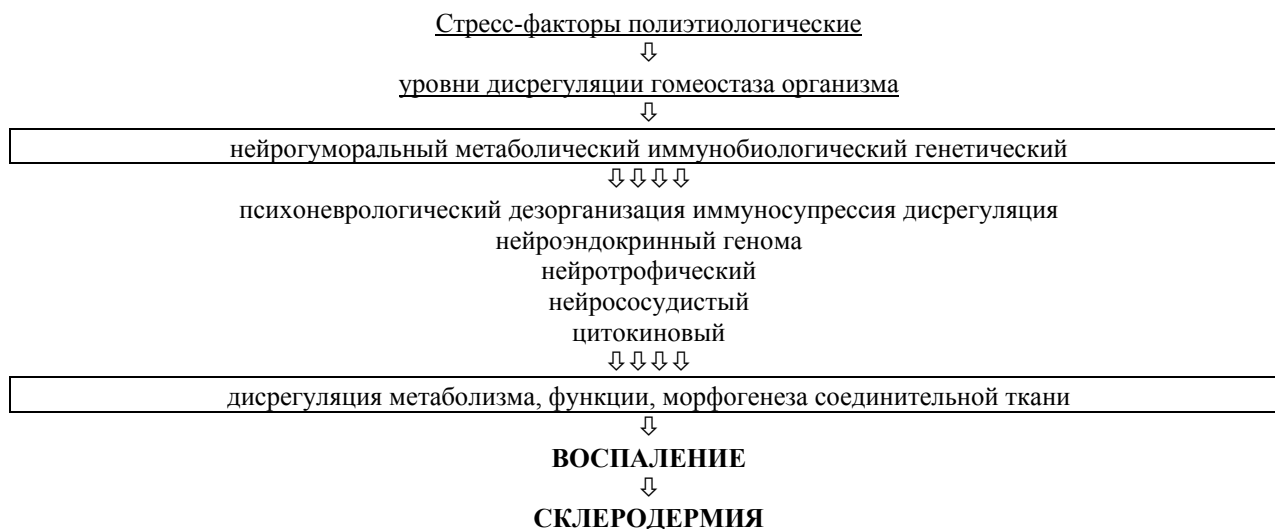 Стресс-факторы полиэтиологические
⇩
уровни дисрегуляции гомеостаза организма
⇩
нейрогуморальный метаболический иммунобиологический генетический
⇩⇩⇩⇩
психоневрологический дезорганизация иммуносупрессия дисрегуляция
нейроэндокринный генома
нейротрофический
нейрососудистый
цитокиновый
⇩⇩⇩⇩
дисрегуляция метаболизма, функции, морфогенеза соединительной ткани
⇩
ВОСПАЛЕНИЕ
⇩
СКЛЕРОДЕРМИЯ